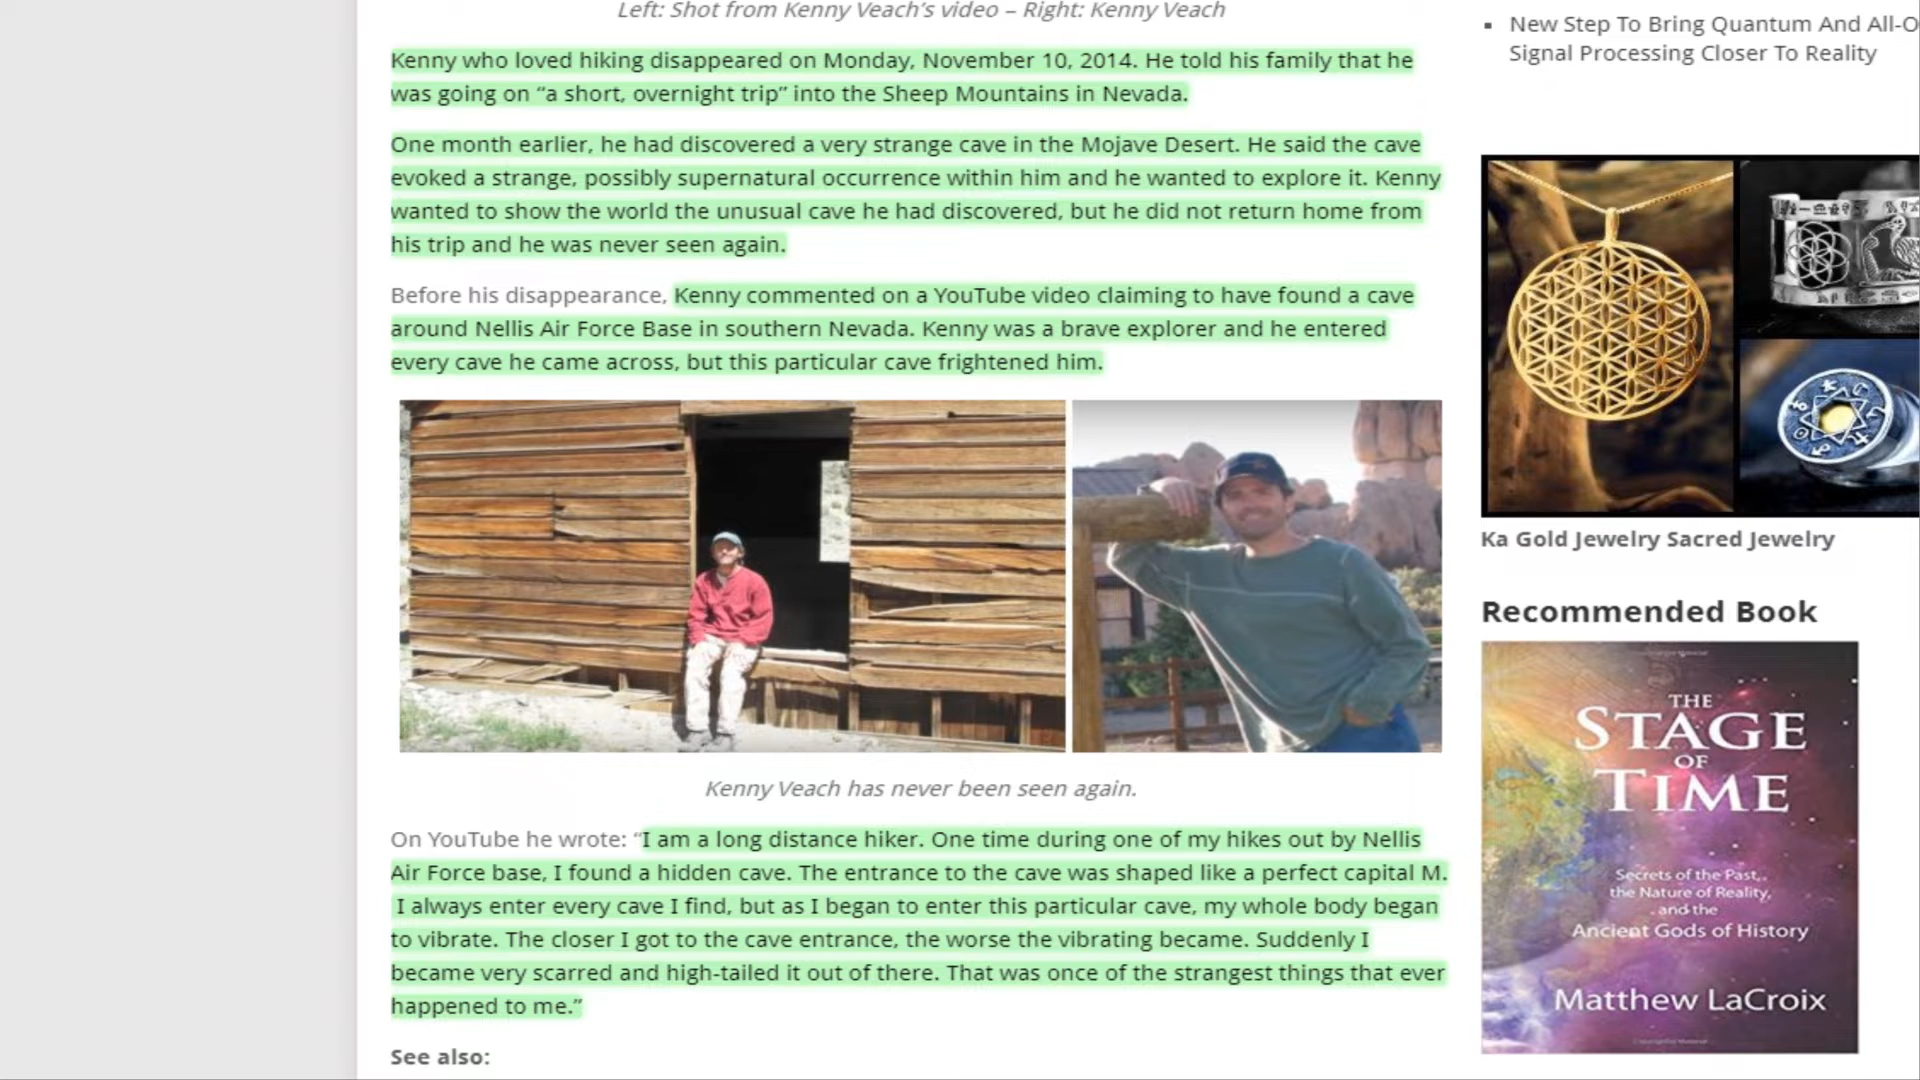 Left: Shot from Kenny Veach's video – Right: Kenny Veach
Kenny who loved hiking disappeared on Monday, November 10, 2014. He told his family that he
was going on “a short, overnight trip” into the Sheep Mountains in Nevada.
One month earlier, he had discovered a very strange cave in the Mojave Desert. He said the cave
evoked a strange, possibly supernatural occurrence within him and he wanted to explore it. Kenny
wanted to show the world the unusual cave he had discovered, but he did not return home from
his trip and he was never seen again.
Before his disappearance, Kenny commented on a YouTube video claiming to have found a cave
around Nellis Air Force Base in southern Nevada. Kenny was a brave explorer and he entered
every cave he came across, but this particular cave frightened him.
Kenny Veach has never been seen again.
On YouTube he wrote: “I am a long distance hiker. One time during one of my hikes out by Nellis
Air Force base, I found a hidden cave. The entrance to the cave was shaped like a perfect capital M.
I always enter every cave I find, but as I began to enter this particular cave, my whole body began
to vibrate. The closer I got to the cave entrance, the worse the vibrating became. Suddenly I
became very scarred and high-tailed it out of there. That was once of the strangest things that ever
happened to me.”
See also:
New Step To Bring Quantum And All-O
Signal Processing Closer To Reality
Ka Gold Jewelry Sacred Jewelry
Recommended Book
THE
STAGE
OF
TIME
Secrets of the Past,
the Nature of Reality,
and the
Ancient Gods of History
Matthew LaCroix